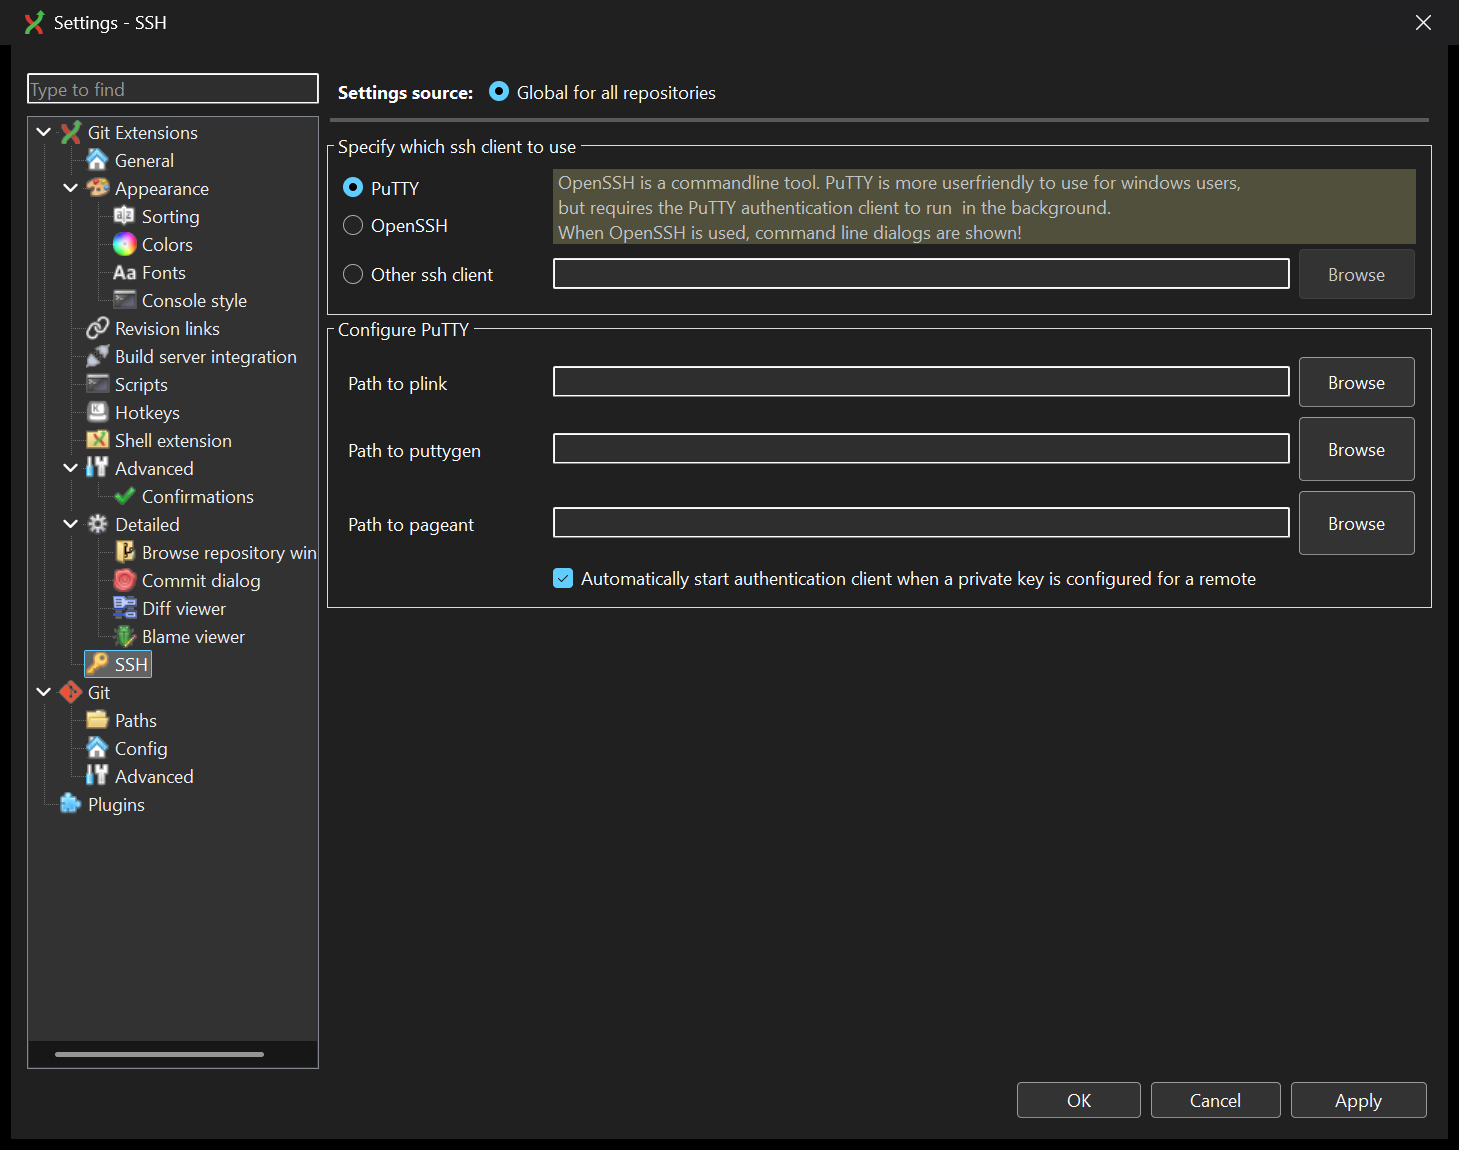 Settings - SSH
Type to find
Settings source: Global for all repositories
Git Extensions
General
Appearance
Sorting
Colors
Aa Fonts
Console style
Revision links
Build server integration
Scripts
Hotkeys
Shell extension
Advanced
Confirmations
Detailed
Browse repository win
Commit dialog
Diff viewer
Blame viewer
SSH
Git
Paths
Config
Advanced
Plugins
Specify which ssh client to use
PuTTY
OpenSSH
OpenSSH is a commandline tool. PuTTY is more userfriendly to use for windows users,
but requires the PuTTY authentication client to run  in the background.
When OpenSSH is used, command line dialogs are shown!
Other ssh client
Browse
Configure PuTTY
Path to plink
Browse
Path to puttygen
Browse
Path to pageant
Browse
Automatically start authentication client when a private key is configured for a remote
OK
Cancel
Apply